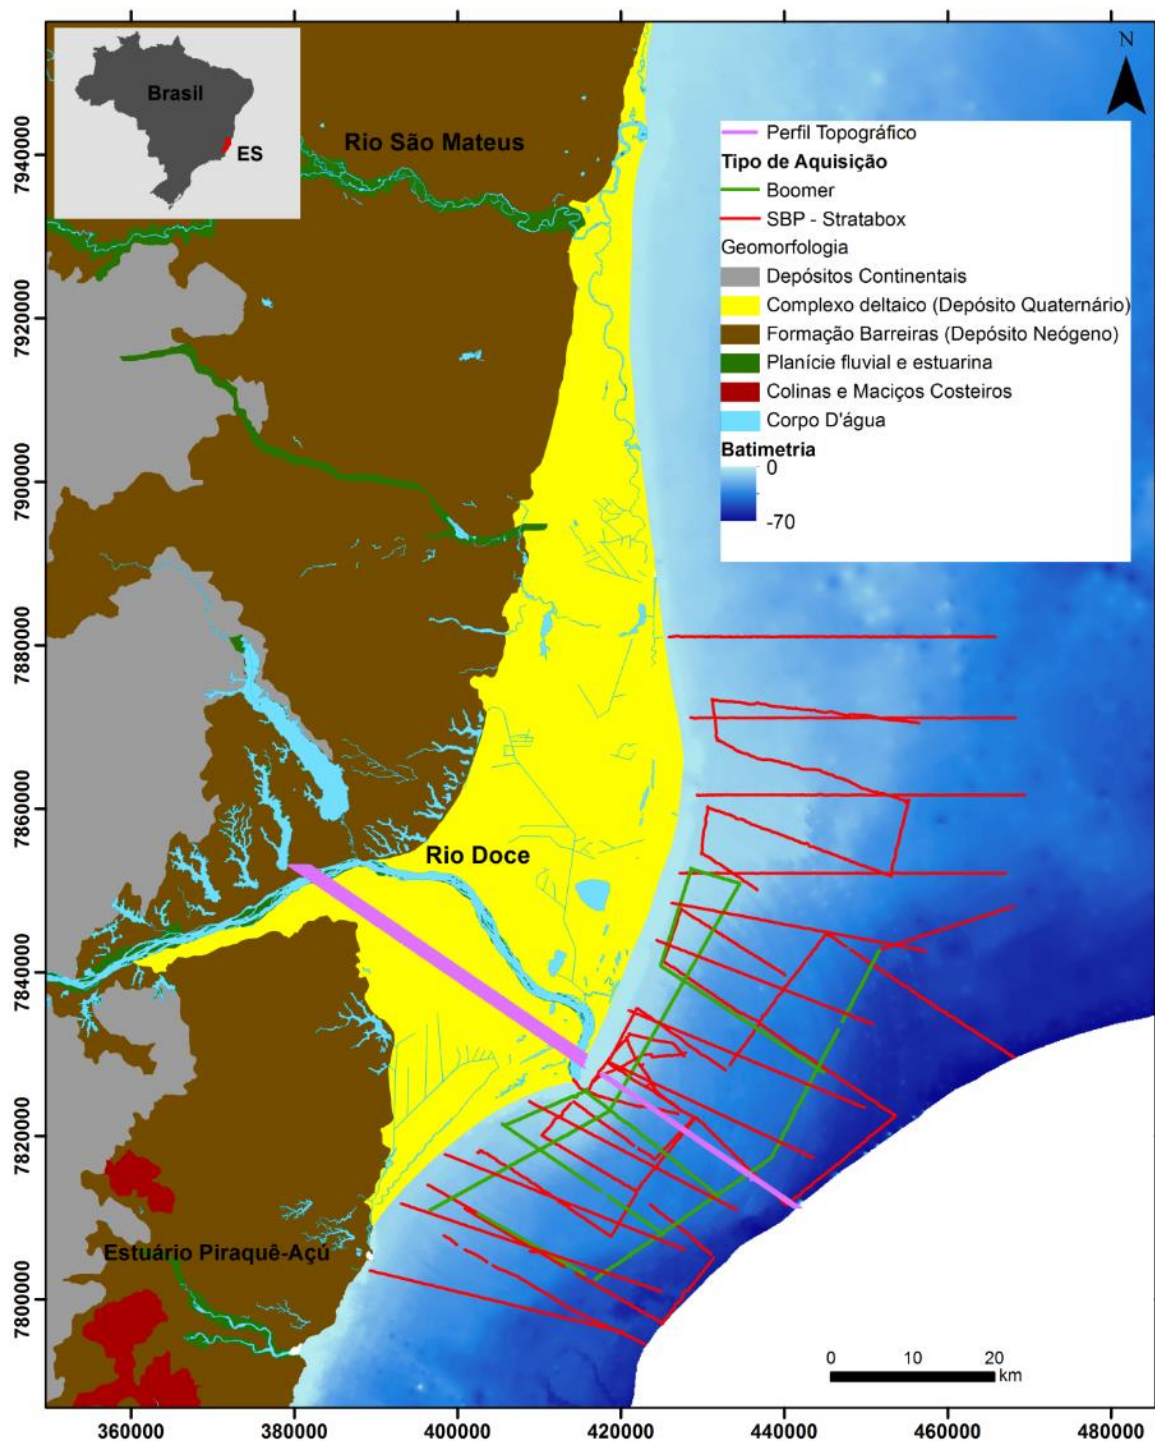 Brasil
ES
N
Rio São Mateus
Perfil Topográfico
Tipo de Aquisição
Boomer
SBP - Stratabox
Geomorfologia
Depósitos Continentais
Complexo deltaico (Depósito Quaternário)
Formação Barreiras (Depósito Neógeno)
Planície fluvial e estuarina
Colinas e Maciços Costeiros
Corpo D'água
Batimetria
0
-70
Rio Doce
Estuário Piraquê-Açú
0 10 20
km
7940000
7920000
7900000
7880000
7860000
7840000
7820000
7800000
360000 380000 400000 420000 440000 460000 480000